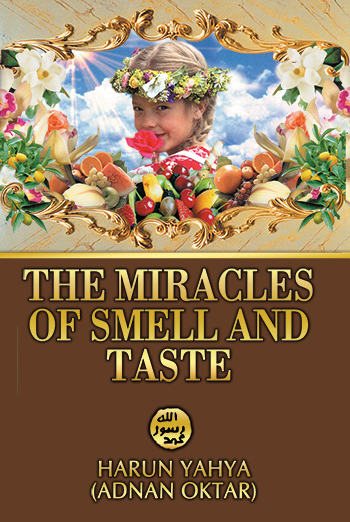 THE MIRACLES
OF SMELL AND
TASTE
الله
رسول
محمد
HARUN YAHYA
(ADNAN OKTAR)